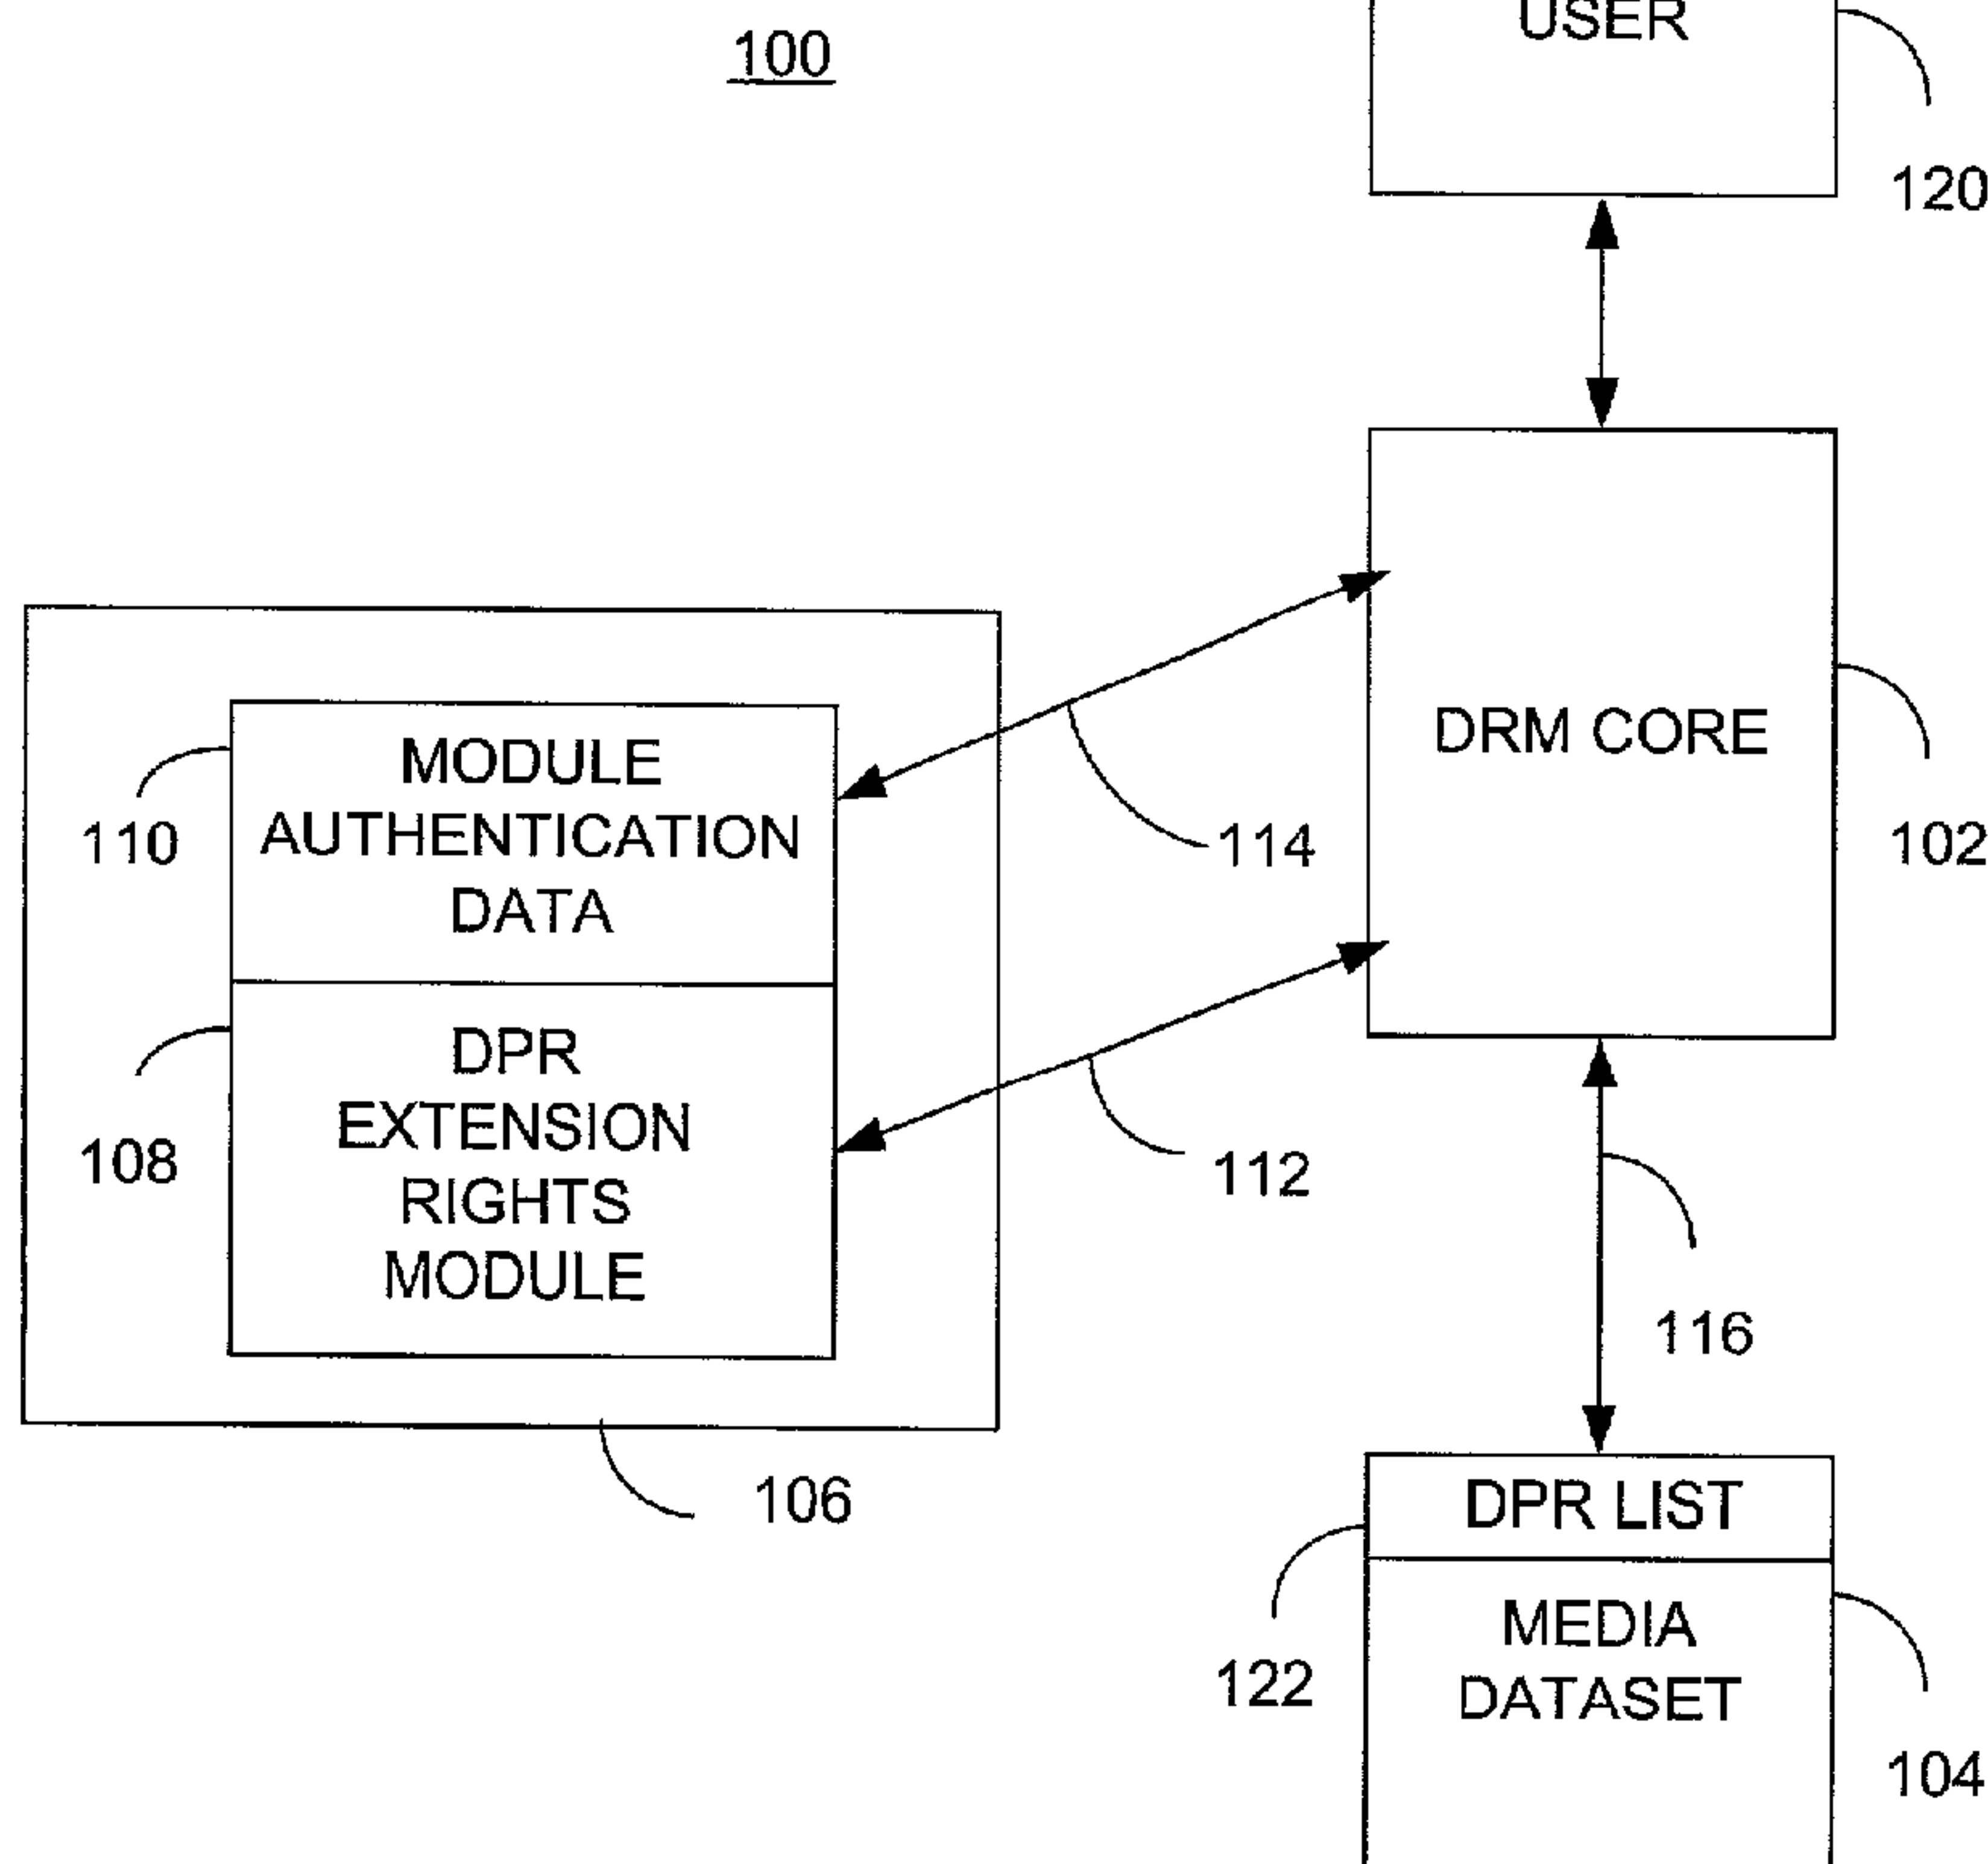 100
USER
120
MODULE
AUTHENTICATION
DATA
110
DPR
EXTENSION
RIGHTS
MODULE
108
106
114
112
DRM CORE
102
116
DPR LIST
122
MEDIA
DATASET
104